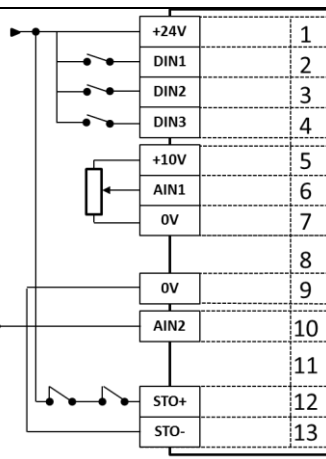 +24V 1
DIN1 2
DIN2 3
DIN3 4
+10V 5
AIN1 6
0V 7
8
0V 9
AIN2 10
11
STO+ 12
STO- 13